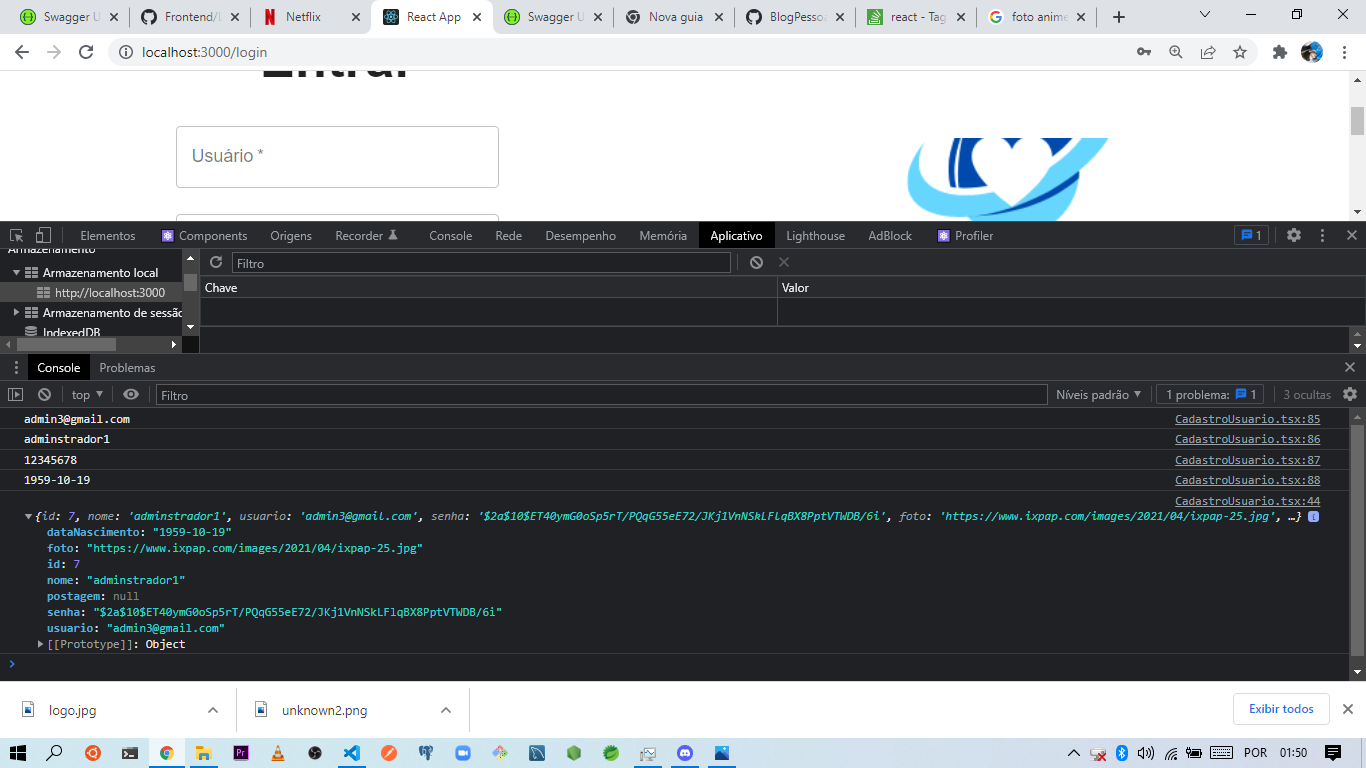 Swagger U
Frontend/L
Netflix
React App
Swagger U
Nova guia
BlogPesso
react - Tag
foto anime
localhost:3000/login
Entrar
Usuário *
Elementos
Components
Origens
Recorder
Console
Rede
Desempenho
Memória
Aplicativo
Lighthouse
AdBlock
Profiler
1
Armazenamento
Filtro
Armazenamento local
Chave
Valor
http://localhost:3000
Armazenamento de sessão
IndexedDB
Console
Problemas
top
Filtro
Níveis padrão
1 problema:
1
3 ocultas
admin3@gmail.com CadastroUsuario.tsx:85
adminstrador1 CadastroUsuario.tsx:86
12345678 CadastroUsuario.tsx:87
1959-10-19 CadastroUsuario.tsx:88
CadastroUsuario.tsx:44
{id: 7, nome: 'adminstrador1', usuario: 'admin3@gmail.com', senha: '$2a$10$ET40ymG0oSp5rT/PQqG55eE72/JKj1VnNSkLFlqBX8PptVTWDB/6i', foto: 'https://www.ixpap.com/images/2021/04/ixpap-25.jpg', …}
dataNascimento: "1959-10-19"
foto: "https://www.ixpap.com/images/2021/04/ixpap-25.jpg"
id: 7
nome: "adminstrador1"
postagem: null
senha: "$2a$10$ET40ymG0oSp5rT/PQqG55eE72/JKj1VnNSkLFlqBX8PptVTWDB/6i"
usuario: "admin3@gmail.com"
[[Prototype]]: Object
logo.jpg
unknown2.png
Exibir todos
POR
01:50